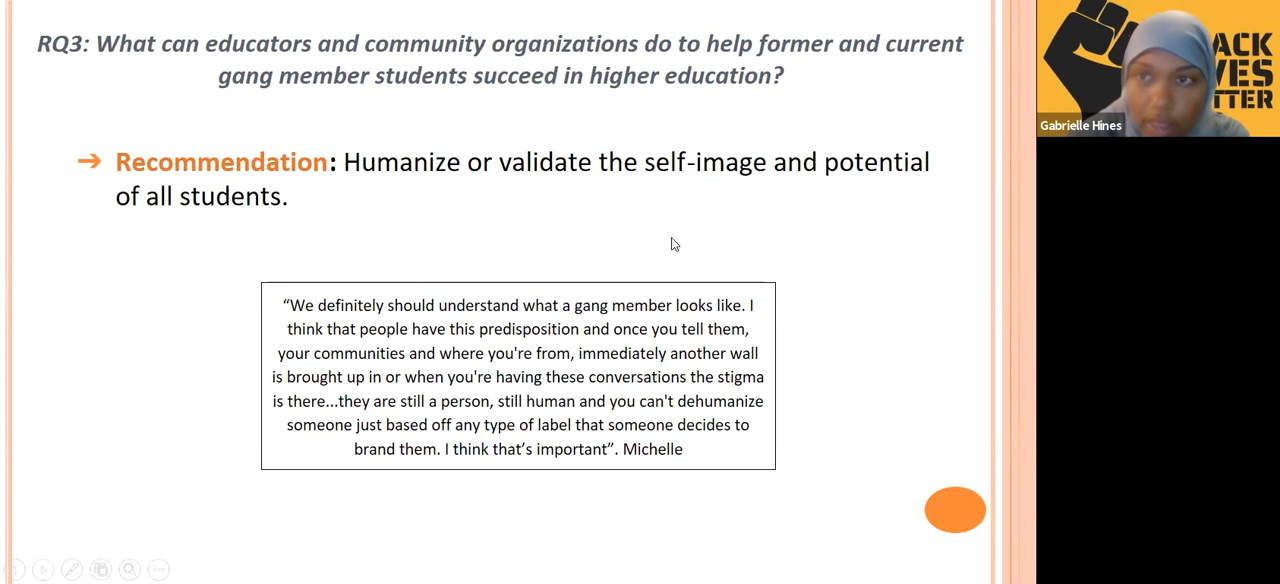 RQ3: What can educators and community organizations do to help former and current
gang member students succeed in higher education?
➔ Recommendation: Humanize or validate the self-image and potential
of all students.
“We definitely should understand what a gang member looks like. I
think that people have this predisposition and once you tell them,
your communities and where you're from, immediately another wall
is brought up in or when you're having these conversations the stigma
is there...they are still a person, still human and you can't dehumanize
someone just based off any type of label that someone decides to
brand them. I think that’s important”. Michelle
ACK
VES
TTER
Gabrielle Hines